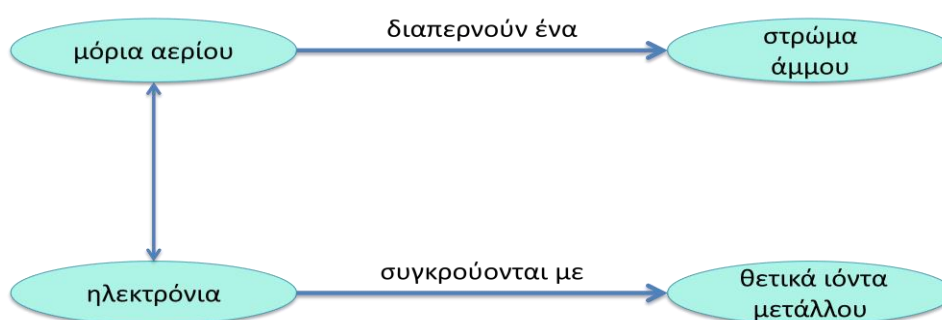 μόρια αερίου
διαπερνούν ένα
στρώμα
άμμου
ηλεκτρόνια
συγκρούονται με
θετικά ιόντα
μετάλλου